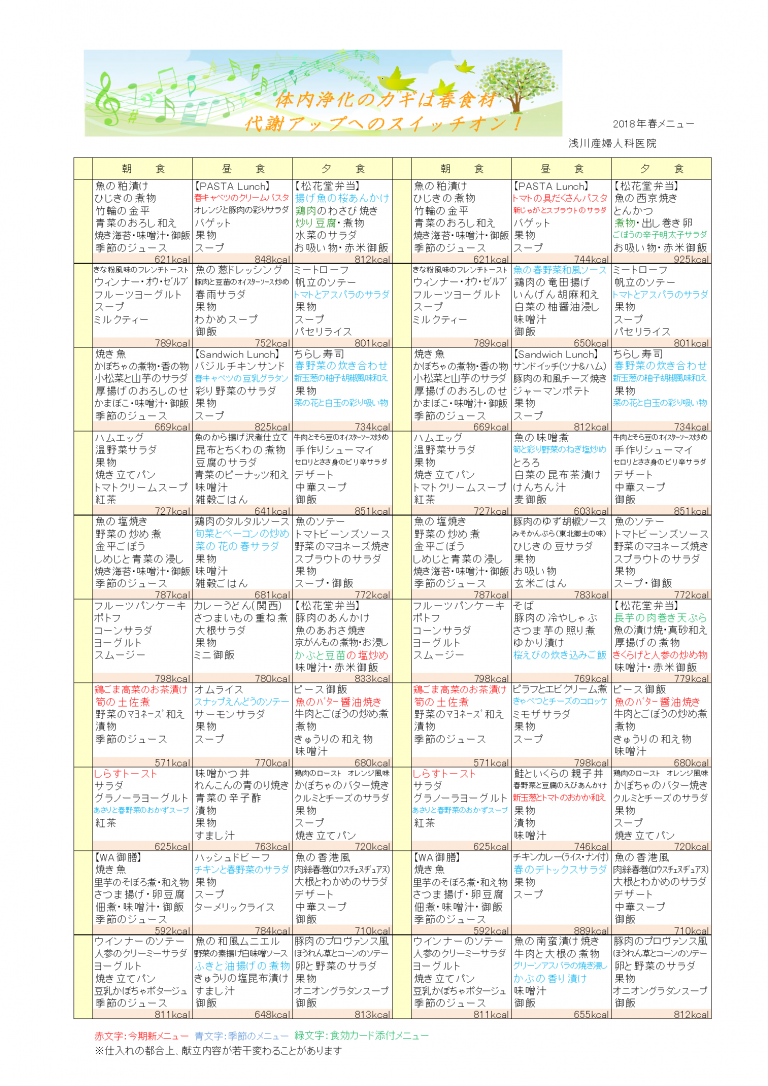 体内浄化のカギは春食材
代謝アップへのスイッチオン！
2018年春メニュー
浅川産婦人科医院
朝　食　昼　食　夕　食　朝　食　昼　食　夕　食
魚の粕漬け　【PASTA Lunch】　【松花堂弁当】　魚の粕漬け　【PASTA Lunch】　【松花堂弁当】
ひじきの煮物　春キャベツのクリームパスタ　揚げ魚の桜あんかけ　ひじきの煮物　トマトの具だくさんパスタ　魚の西京焼き
竹輪の金平　オレンジと豚肉の彩りサラダ　鶏肉のわさび焼き　竹輪の金平　新じゃがとスプラウトのサラダ　とんかつ
青菜のおろし和え　バゲット　炒り豆腐・煮物　青菜のおろし和え　バゲット　煮物・出し巻き卵
焼き海苔・味噌汁・御飯　果物　水菜のサラダ　焼き海苔・味噌汁・御飯　果物　ごぼうの辛子明太子サラダ
季節のジュース　スープ　お吸い物・赤米御飯　季節のジュース　スープ　お吸い物・赤米御飯
621kcal　848kcal　812kcal　621kcal　744kcal　925kcal
きな粉風味のフレンチトースト　魚の葱ドレッシング　ミートローフ　きな粉風味のフレンチトースト　魚の春野菜和風ソース　ミートローフ
ウィンナー・オヴ・ゼルブ　豚肉と豆苗のオイスターソース炒め　帆立のソテー　ウィンナー・オヴ・ゼルブ　鶏肉の竜田揚げ　帆立のソテー
フルーツヨーグルト　春雨サラダ　トマトとアスパラのサラダ　フルーツヨーグルト　いんげん胡麻和え　トマトとアスパラのサラダ
スープ　果物　果物　スープ　白菜の柚醤油浸し　果物
ミルクティー　わかめスープ　スープ　ミルクティー　味噌汁　スープ
御飯　パセリライス　御飯　パセリライス
789kcal　752kcal　801kcal　789kcal　650kcal　801kcal
焼き魚　【Sandwich Lunch】　ちらし寿司　焼き魚　【Sandwich Lunch】　ちらし寿司
かぼちゃの煮物・香の物　バジルチキンサンド　春野菜の炊き合わせ　かぼちゃの煮物・香の物　サンドイッチ(ツナ&ハム)　春野菜の炊き合わせ
小松菜と山芋のサラダ　春キャベツの豆乳グラタン　新玉葱の柚子胡椒風味和え　小松菜と山芋のサラダ　豚肉の和風チーズ焼き　新玉葱の柚子胡椒風味和え
厚揚げのおろしのせ　彩り野菜のサラダ　果物　厚揚げのおろしのせ　ジャーマンポテト　果物
かまぼこ・味噌汁・御飯　果物　菜の花と白玉の彩り吸い物　かまぼこ・味噌汁・御飯　果物　菜の花と白玉の彩り吸い物
季節のジュース　スープ　季節のジュース　スープ
669kcal　825kcal　734kcal　669kcal　812kcal　734kcal
ハムエッグ　魚のから揚げ沢煮仕立て　牛肉とそら豆のオイスターソース炒め　ハムエッグ　魚の味噌煮　牛肉とそら豆のオイスターソース炒め
温野菜サラダ　昆布とちくわの煮物　手作りシューマイ　温野菜サラダ　筍と彩り野菜のねぎ塩炒め　手作りシューマイ
果物　豆腐のサラダ　セロリとささ身のピリ辛サラダ　果物　とろろ　セロリとささ身のピリ辛サラダ
焼き立てパン　青菜のピーナッツ和え　デザート　焼き立てパン　白菜の昆布茶漬け　デザート
トマトクリームスープ　味噌汁　中華スープ　トマトクリームスープ　けんちん汁　中華スープ
紅茶　雑穀ごはん　御飯　紅茶　麦御飯　御飯
727kcal　641kcal　851kcal　727kcal　603kcal　851kcal
魚の塩焼き　鶏肉のタルタルソース　魚のソテー　魚の塩焼き　豚肉のゆず胡椒ソース　魚のソテー
野菜の炒め煮　旬菜とベーコンの炒め　トマトビーンズソース　野菜の炒め煮　みそかんぷら(東北郷土の味)　トマトビーンズソース
金平ごぼう　菜の花の春サラダ　野菜のマヨネーズ焼き　金平ごぼう　ひじきの豆サラダ　野菜のマヨネーズ焼き
しめじと青菜の浸し　果物　スプラウトのサラダ　しめじと青菜の浸し　果物　スプラウトのサラダ
焼き海苔・味噌汁・御飯　味噌汁　果物　焼き海苔・味噌汁・御飯　お吸い物　果物
季節のジュース　雑穀ごはん　スープ・御飯　季節のジュース　玄米ごはん　スープ・御飯
787kcal　681kcal　772kcal　787kcal　783kcal　772kcal
フルーツパンケーキ　カレーうどん(関西)　【松花堂弁当】　フルーツパンケーキ　そば　【松花堂弁当】
ポトフ　さつまいもの重ね煮　豚肉のあんかけ　ポトフ　豚肉の冷やしゃぶ　長芋の肉巻き天ぷら
コーンサラダ　大根サラダ　魚のあおさ焼き　コーンサラダ　さつま芋の照り煮　魚の漬け焼・真砂和え
ヨーグルト　果物　京がんもの煮物・お浸し　ヨーグルト　ゆかり漬け　厚揚げの煮物
スムージー　ミニ御飯　かぶと豆苗の塩炒め　スムージー　桜えびの炊き込みご飯　きくらげと人参の炒め物
味噌汁・赤米御飯　味噌汁・赤米御飯
798kcal　780kcal　833kcal　798kcal　769kcal　779kcal
鶏ごま高菜のお茶漬け　オムライス　ピース御飯　鶏ごま高菜のお茶漬け　ピラフとエビクリーム煮　ピース御飯
筍の土佐煮　スナップえんどうのソテー　魚のバター醤油焼き　筍の土佐煮　きゃべつとチーズのコロッケ　魚のバター醤油焼き
野菜のマヨネーズ和え　サーモンサラダ　牛肉とごぼうの炒め煮　野菜のマヨネーズ和え　ミモザサラダ　牛肉とごぼうの炒め煮
漬物　果物　煮物　漬物　果物　煮物
季節のジュース　スープ　きゅうりの和え物　季節のジュース　スープ　きゅうりの和え物
味噌汁　味噌汁
571kcal　770kcal　680kcal　571kcal　798kcal　680kcal
しらすトースト　味噌かつ丼　鶏肉のロースト　オレンジ風味　しらすトースト　鮭といくらの親子丼　鶏肉のロースト　オレンジ風味
サラダ　れんこんの青のり焼き　かぼちゃのバター焼き　サラダ　春野菜と豆腐のえびあんかけ　かぼちゃのバター焼き
グラノーラヨーグルト　青菜の辛子酢　クルミとチーズのサラダ　グラノーラヨーグルト　新玉葱とトマトのおかか和え　クルミとチーズのサラダ
あさりと春野菜のおかずスープ　漬物　果物　あさりと春野菜のおかずスープ　果物　果物
紅茶　果物　スープ　紅茶　漬物　スープ
すまし汁　焼き立てパン　味噌汁　焼き立てパン
625kcal　763kcal　720kcal　625kcal　746kcal　720kcal
【WA御膳】　ハッシュドビーフ　魚の香港風　【WA御膳】　チキンカレー(ライス・ナン付)　魚の香港風
焼き魚　チキンと春野菜のサラダ　肉絲春巻(ロウスチュヌチュアヌ)　焼き魚　春のデトックスサラダ　肉絲春巻(ロウスチュヌチュアヌ)
里芋のそぼろ煮・和え物　果物　大根とわかめのサラダ　里芋のそぼろ煮・和え物　果物　大根とわかめのサラダ
さつま揚げ・卵豆腐　スープ　デザート　さつま揚げ・卵豆腐　スープ　デザート
佃煮・味噌汁・御飯　ターメリックライス　中華スープ　佃煮・味噌汁・御飯　中華スープ
季節のジュース　御飯　季節のジュース　御飯
592kcal　784kcal　710kcal　592kcal　889kcal　710kcal
ウインナーのソテー　魚の和風ムニエル　豚肉のプロヴァンス風　ウインナーのソテー　魚の南蛮漬け焼き　豚肉のプロヴァンス風
人参のクリーミーサラダ　野菜の素揚げ白味噌ソース　ほうれん草とコーンのソテー　人参のクリーミーサラダ　牛肉と大根の煮物　ほうれん草とコーンのソテー
ヨーグルト　ふきと油揚げの煮物　卵と野菜のサラダ　ヨーグルト　グリーンアスパラの焼き浸し　卵と野菜のサラダ
焼き立てパン　きゅうりの塩昆布漬け　果物　焼き立てパン　かぶの香り漬け　果物
豆乳かぼちゃポタージュ　すまし汁　オニオングラタンスープ　豆乳かぼちゃポタージュ　味噌汁　オニオングラタンスープ
季節のジュース　御飯　御飯　季節のジュース　御飯　御飯
811kcal　648kcal　813kcal　811kcal　655kcal　812kcal
赤文字：今期新メニュー　青文字：季節のメニュー　緑文字：食効カード添付メニュー
※仕入れの都合上、献立内容が若干変わることがあります